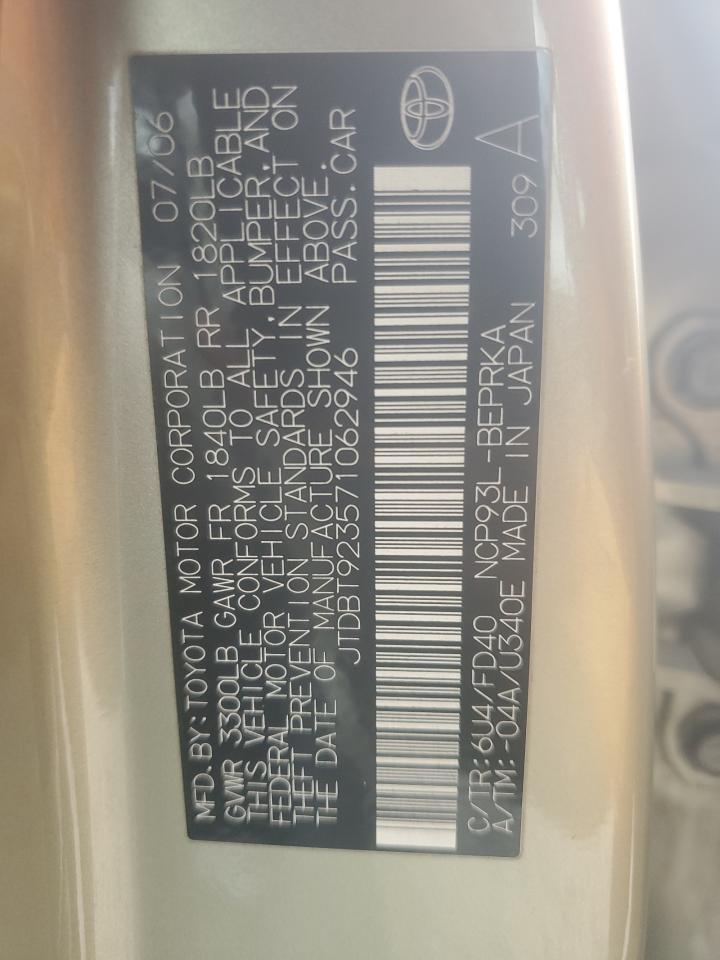 MFD. BY: TOYOTA MOTOR CORPORATION 07/06
GVWR 3300LB GAWR FR 1840LB RR 1820LB
THIS VEHICLE CONFORMS TO ALL APPLICABLE
FEDERAL MOTOR VEHICLE SAFETY, BUMPER, AND
THEFT PREVENTION STANDARDS IN EFFECT ON
THE DATE OF MANUFACTURE SHOWN ABOVE.
JTDBT923571062946 PASS. CAR
C/TR: 6U4/FD40 NCP93L -BEPRKA 309 A
A/TM: -04A/U340E MADE IN JAPAN